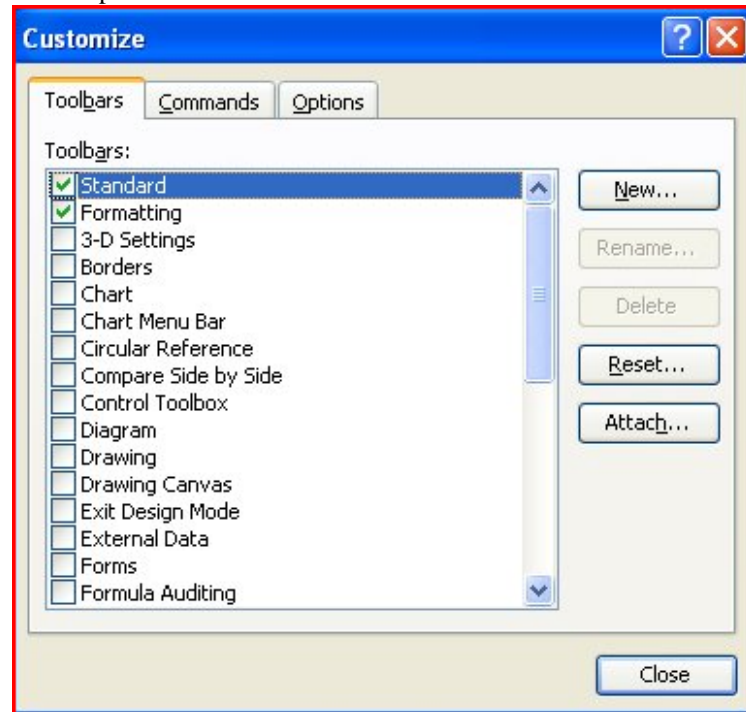 Customize
Toolbars Commands Options
Toolbars:
Standard
Formatting
3-D Settings
Borders
Chart
Chart Menu Bar
Circular Reference
Compare Side by Side
Control Toolbox
Diagram
Drawing
Drawing Canvas
Exit Design Mode
External Data
Forms
Formula Auditing
New...
Rename...
Delete
Reset...
Attach...
Close